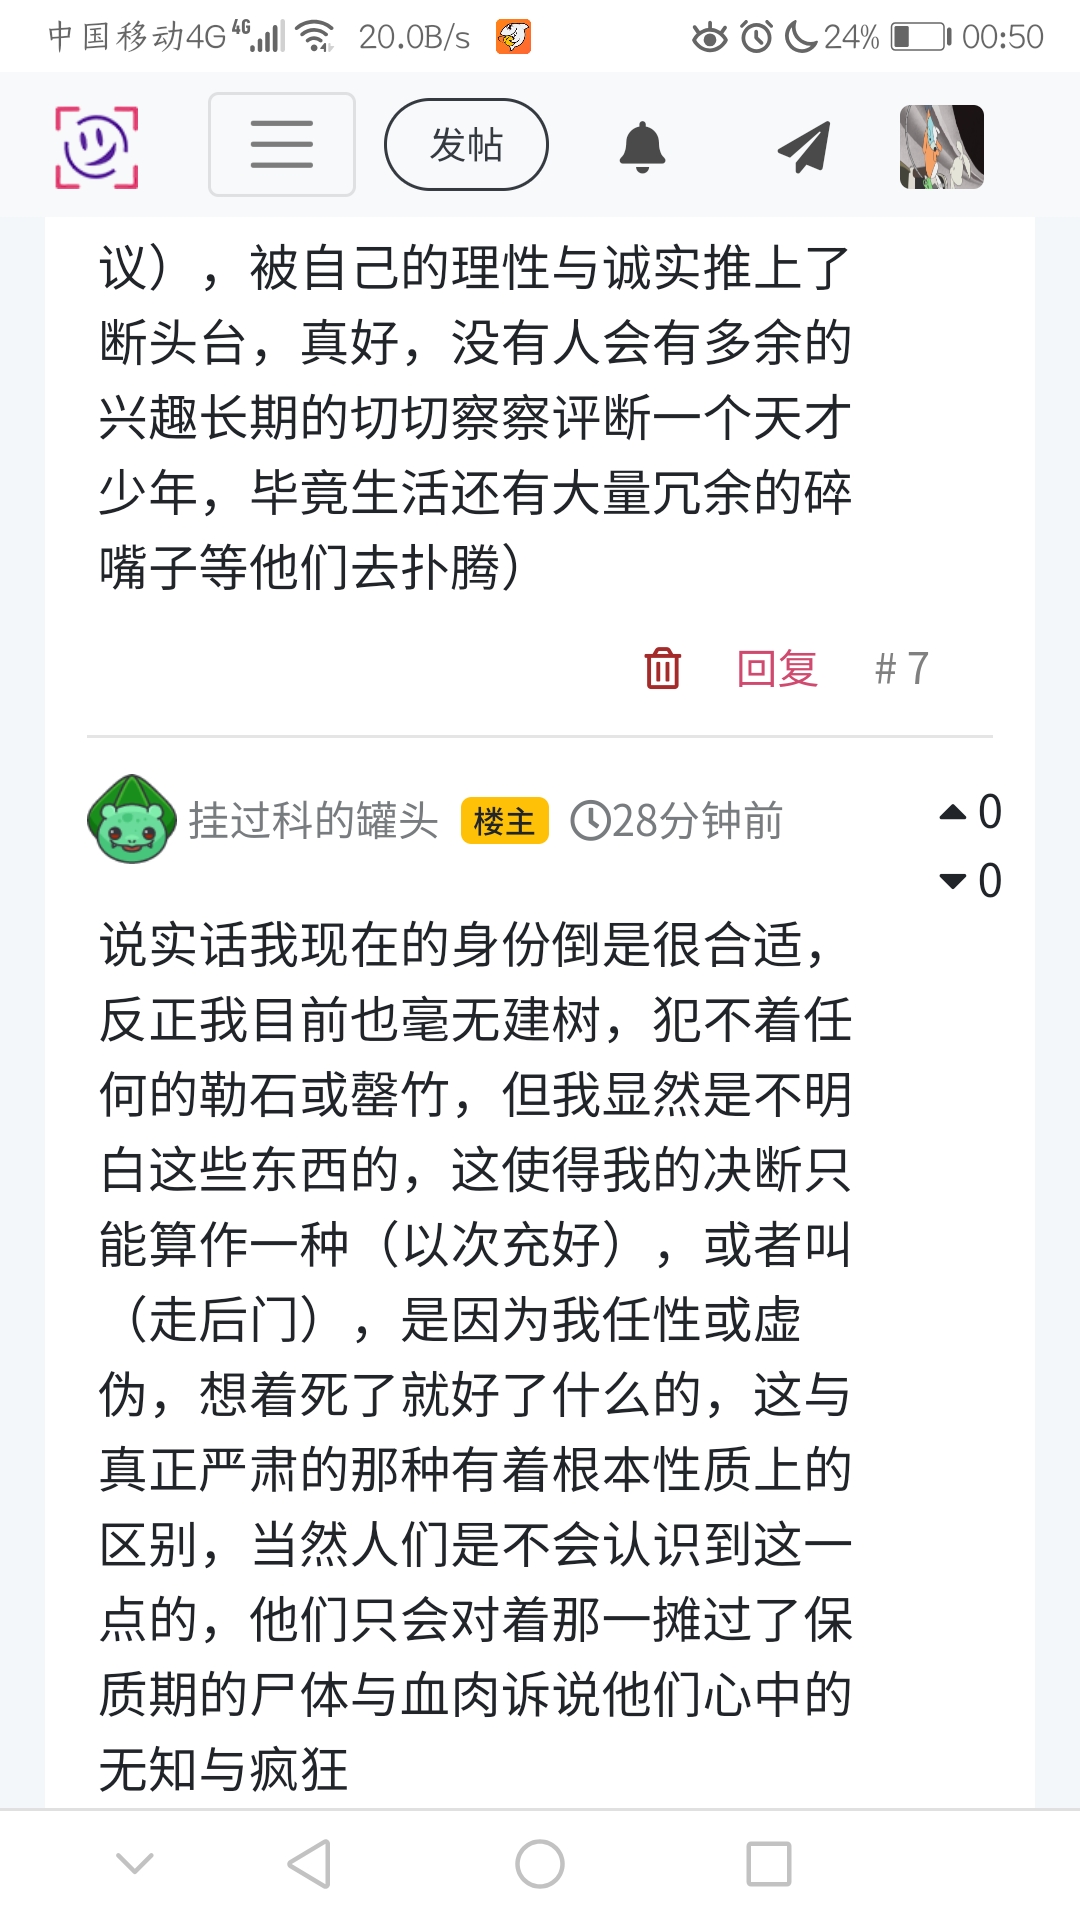 中国移动4G 4G 20.0B/s 24% 00:50
发帖
议），被自己的理性与诚实推上了
断头台，真好，没有人会有多余的
兴趣长期的切切察察评断一个天才
少年，毕竟生活还有大量冗余的碎
嘴子等他们去扑腾）
回复 # 7
挂过科的罐头 楼主 28分钟前 0
0
说实话我现在的身份倒是很合适，
反正我目前也毫无建树，犯不着任
何的勒石或罄竹，但我显然是不明
白这些东西的，这使得我的决断只
能算作一种（以次充好），或者叫
（走后门），是因为我任性或虚
伪，想着死了就好了什么的，这与
真正严肃的那种有着根本性质上的
区别，当然人们是不会认识到这一
点的，他们只会对着那一摊过了保
质期的尸体与血肉诉说他们心中的
无知与疯狂